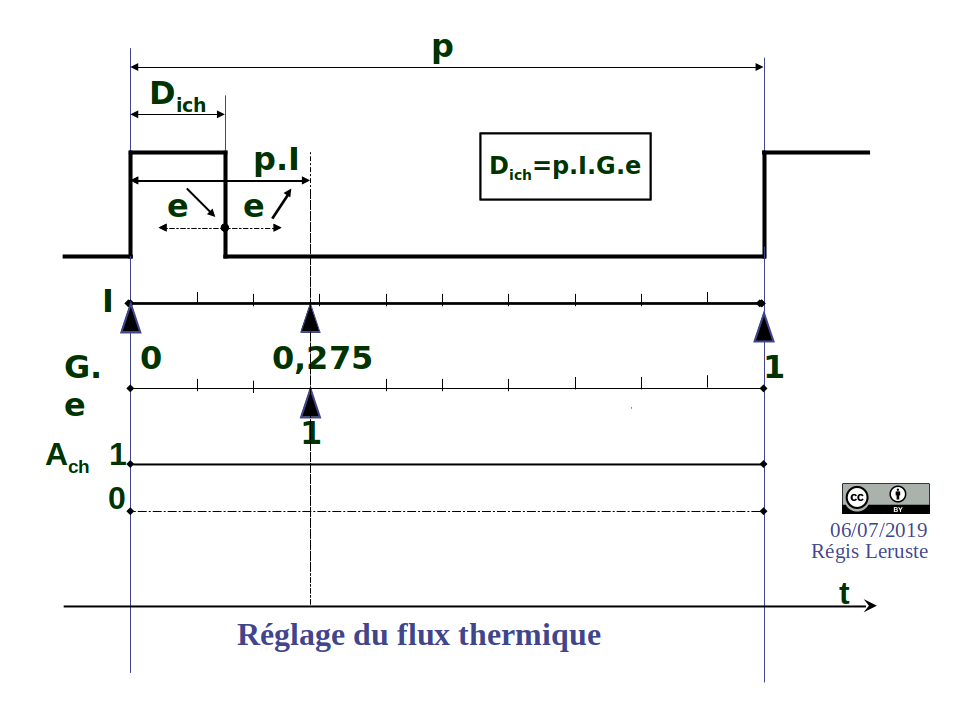 p
Dich
p.I
Dich=p.I.G.e
e e
I
0 0,275 1
G.
e
1
Ach 1
0
cc
BY
06/07/2019
Régis Leruste
t
Réglage du flux thermique